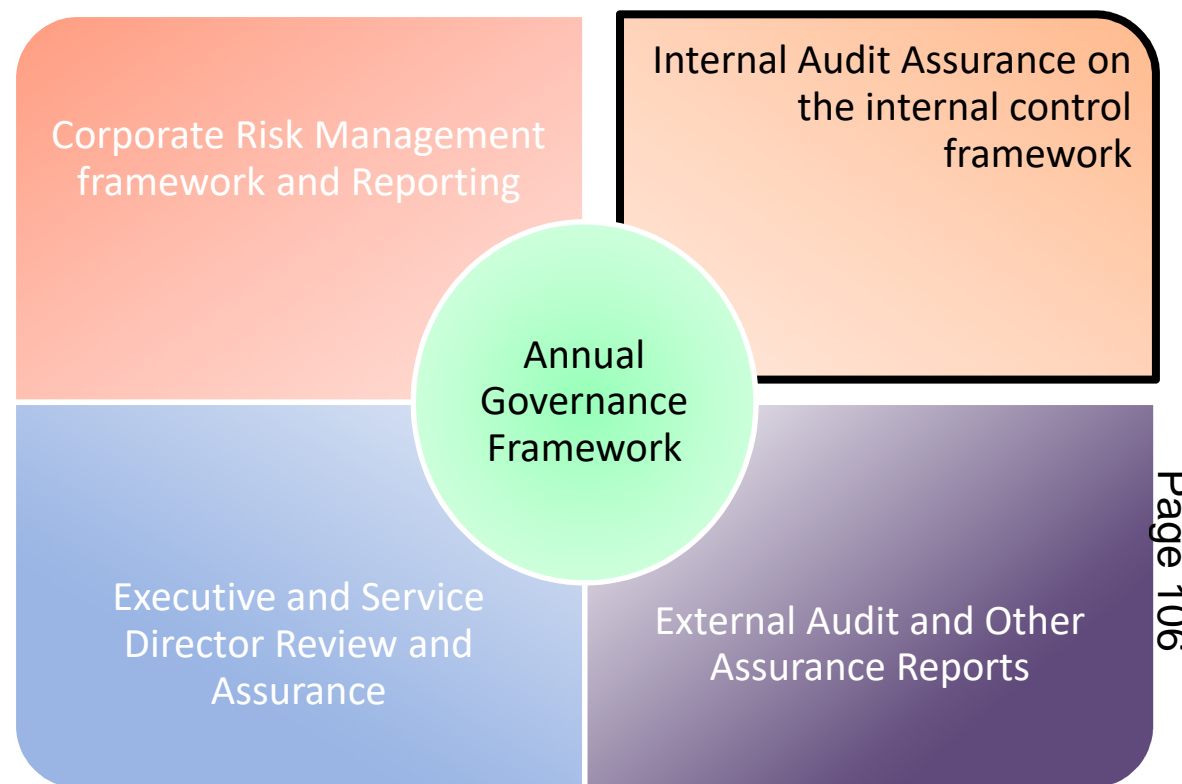 Corporate Risk Management
framework and Reporting
Internal Audit Assurance on
the internal control
framework
Annual
Governance
Framework
Executive and Service
Director Review and
Assurance
External Audit and Other
Assurance Reports
Page 106